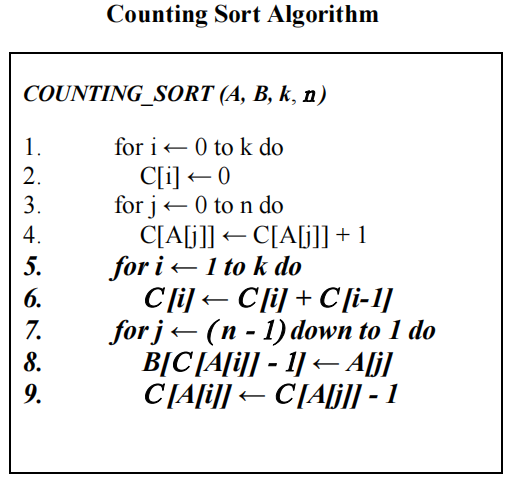 Counting Sort Algorithm
COUNTING_SORT (A, B, k, n)
1. for i ← 0 to k do
2. C[i] ← 0
3. for j ← 0 to n do
4. C[A[j]] ← C[A[j]] + 1
5. for i ← 1 to k do
6. C[i] ← C[i] + C[i-1]
7. for j ← (n - 1) down to 1 do
8. B[C[A[i]] - 1] ← A[j]
9. C[A[i]] ← C[A[j]] - 1